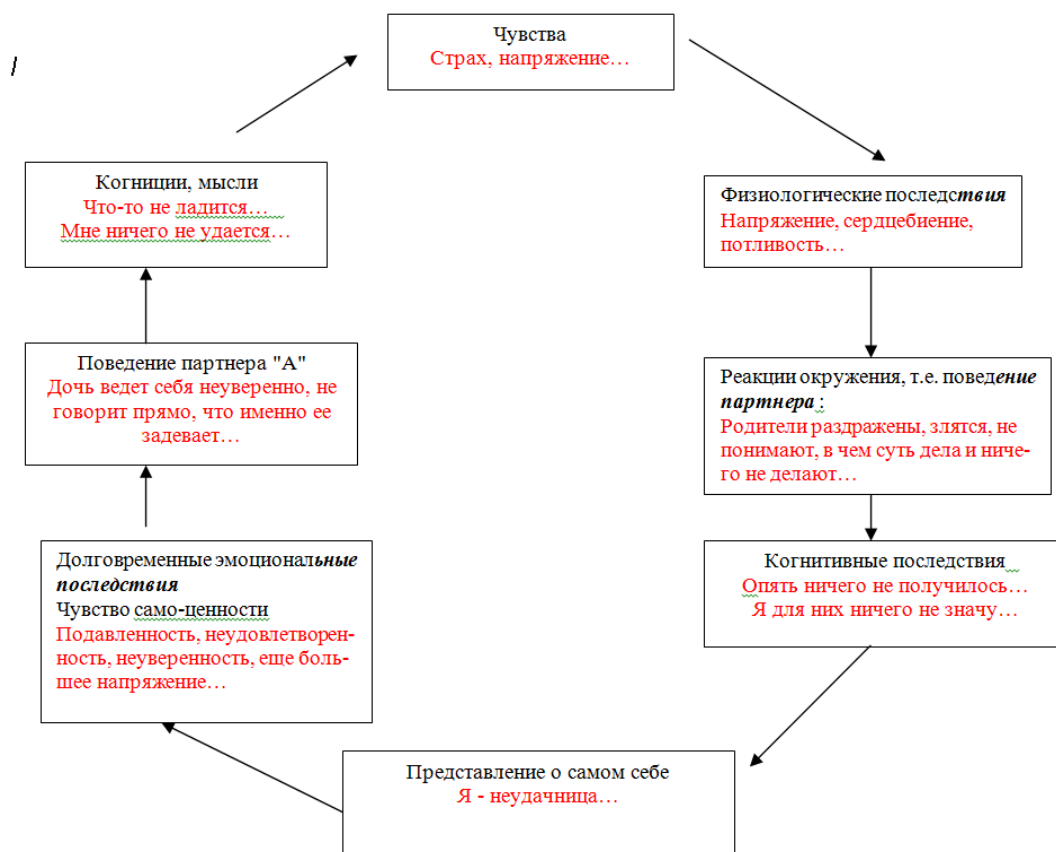 Чувства
Страх, напряжение…
/
Когниции, мысли
Что-то не ладится…
Мне ничего не удается…
Физиологические последствия
Напряжение, сердцебиение,
потливость…
Поведение партнера "А"
Дочь ведет себя неуверенно, не
говорит прямо, что именно ее
задевает…
Реакции окружения, т.е. поведение
партнера :
Родители раздражены, злятся, не
понимают, в чем суть дела и ниче-
го не делают…
Долговременные эмоциональные
последствия
Чувство само-ценности
Подавленность, неудовлетворен-
ность, неуверенность, еще боль-
шее напряжение…
Когнитивные последствия
Опять ничего не получилось…
Я для них ничего не значу…
Представление о самом себе
Я - неудачница…